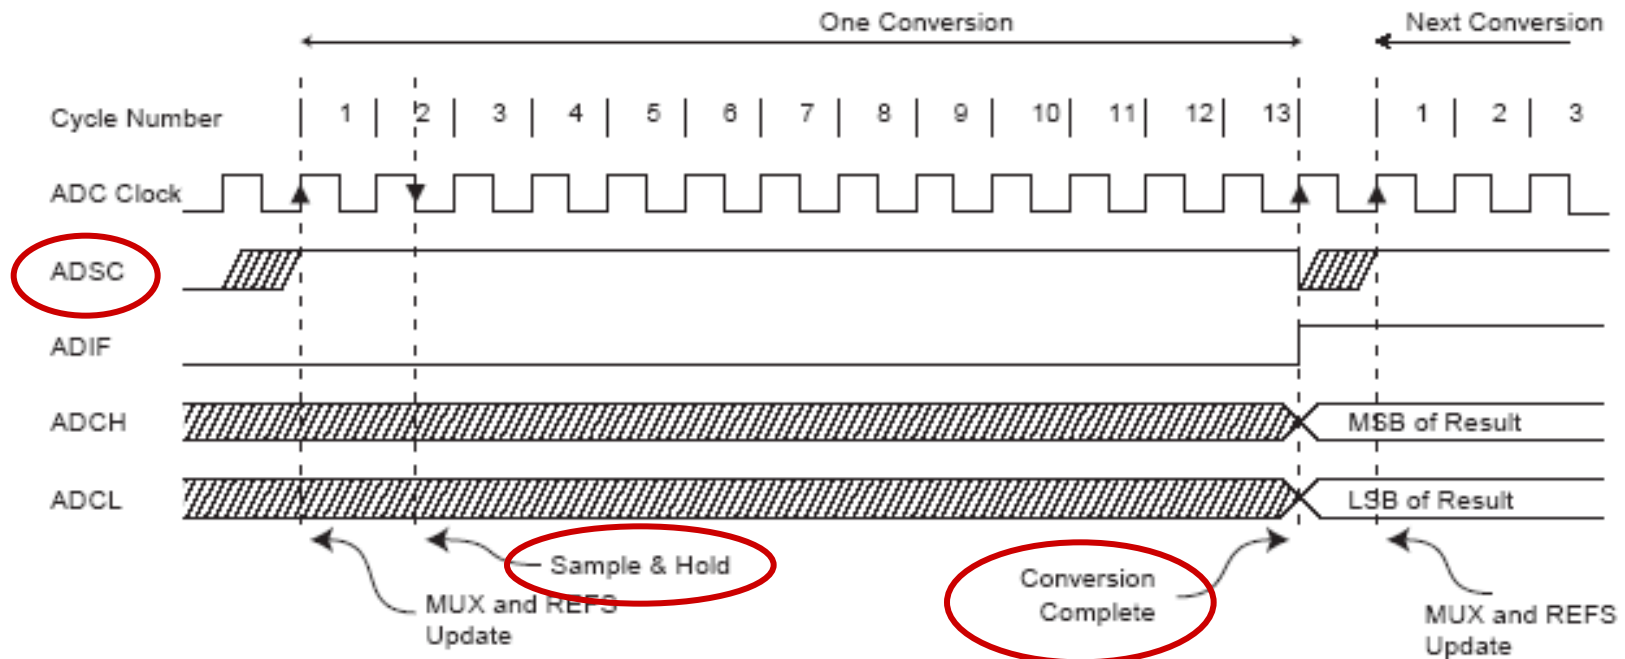 One Conversion
Next Conversion
Cycle Number 1 2 3 4 5 6 7 8 9 10 11 12 13 1 2 3
ADC Clock
ADSC
ADIF
ADCH MSB of Result
ADCL LSB of Result
Sample & Hold
MUX and REFS
Update
Conversion
Complete
MUX and REFS
Update